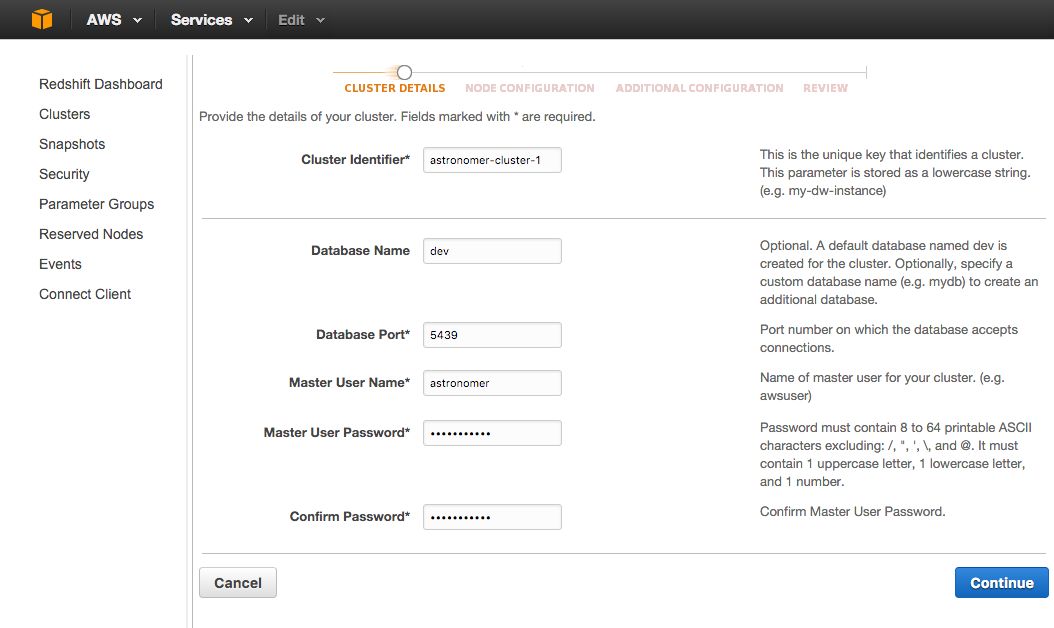 AWS Services Edit
Redshift Dashboard
Clusters
Snapshots
Security
Parameter Groups
Reserved Nodes
Events
Connect Client
CLUSTER DETAILS NODE CONFIGURATION ADDITIONAL CONFIGURATION REVIEW
Provide the details of your cluster. Fields marked with * are required.
Cluster Identifier* astronomer-cluster-1
This is the unique key that identifies a cluster.
This parameter is stored as a lowercase string.
(e.g. my-dw-instance)
Database Name dev
Optional. A default database named dev is
created for the cluster. Optionally, specify a
custom database name (e.g. mydb) to create an
additional database.
Database Port* 5439
Port number on which the database accepts
connections.
Master User Name* astronomer
Name of master user for your cluster. (e.g.
awsuser)
Master User Password* •••••••••••
Password must contain 8 to 64 printable ASCII
characters excluding: /, ", ', \, and @. It must
contain 1 uppercase letter, 1 lowercase letter,
and 1 number.
Confirm Password* •••••••••••
Confirm Master User Password.
Cancel Continue